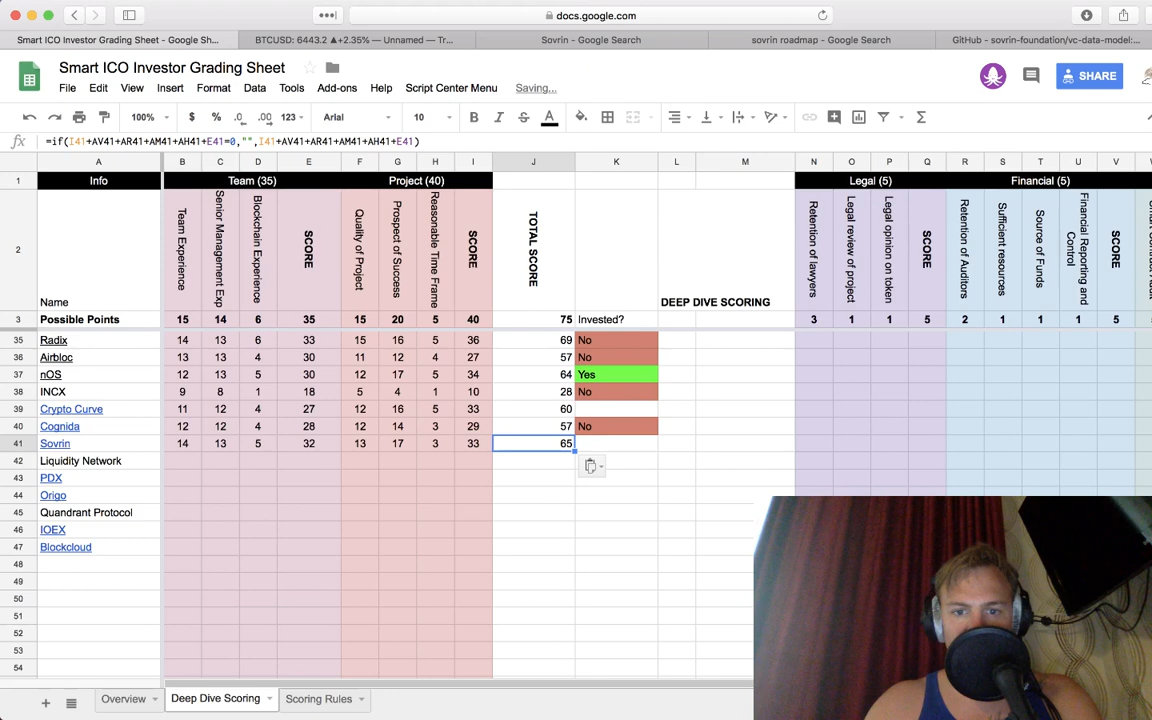 docs.google.com
Smart ICO Investor Grading Sheet - Google Sh...
BTCUSD: 6443.2 ▲+2.35% — Unnamed — Tr...
Sovrin - Google Search
sovrin roadmap - Google Search
GitHub - sovrin-foundation/vc-data-model:...
Smart ICO Investor Grading Sheet
File Edit View Insert Format Data Tools Add-ons Help Script Center Menu Saving...
SHARE
100% $ % .0 .00 123 Arial 10 B I S A
fx =if(I41+AV41+AR41+AM41+AH41+E41=0,"",I41+AV41+AR41+AM41+AH41+E41)
A B C D E F G H I J K L M N O P Q R S T U V
1 Info Team (35) Project (40) Legal (5) Financial (5)
2 Name Team Experience Senior Management Exp Blockchain Experience SCORE Quality of Project Prospect of Success Reasonable Time Frame SCORE TOTAL SCORE DEEP DIVE SCORING Retention of lawyers Legal review of project Legal opinion on token SCORE Retention of Auditors Sufficient resources Source of Funds Financial Reporting and Control SCORE
3 Possible Points 15 14 6 35 15 20 5 40 75 Invested? 3 1 1 5 2 1 1 1 5
35 Radix 14 13 6 33 15 16 5 36 69 No
36 Airbloc 13 13 4 30 11 12 4 27 57 No
37 nOS 12 13 5 30 12 17 5 34 64 Yes
38 INCX 9 8 1 18 5 4 1 10 28 No
39 Crypto Curve 11 12 4 27 12 16 5 33 60
40 Cognida 12 12 4 28 12 14 3 29 57 No
41 Sovrin 14 13 5 32 13 17 3 33 65
42 Liquidity Network
43 PDX
44 Origo
45 Quandrant Protocol
46 IOEX
47 Blockcloud
48
49
50
51
52
53
54
Overview Deep Dive Scoring Scoring Rules